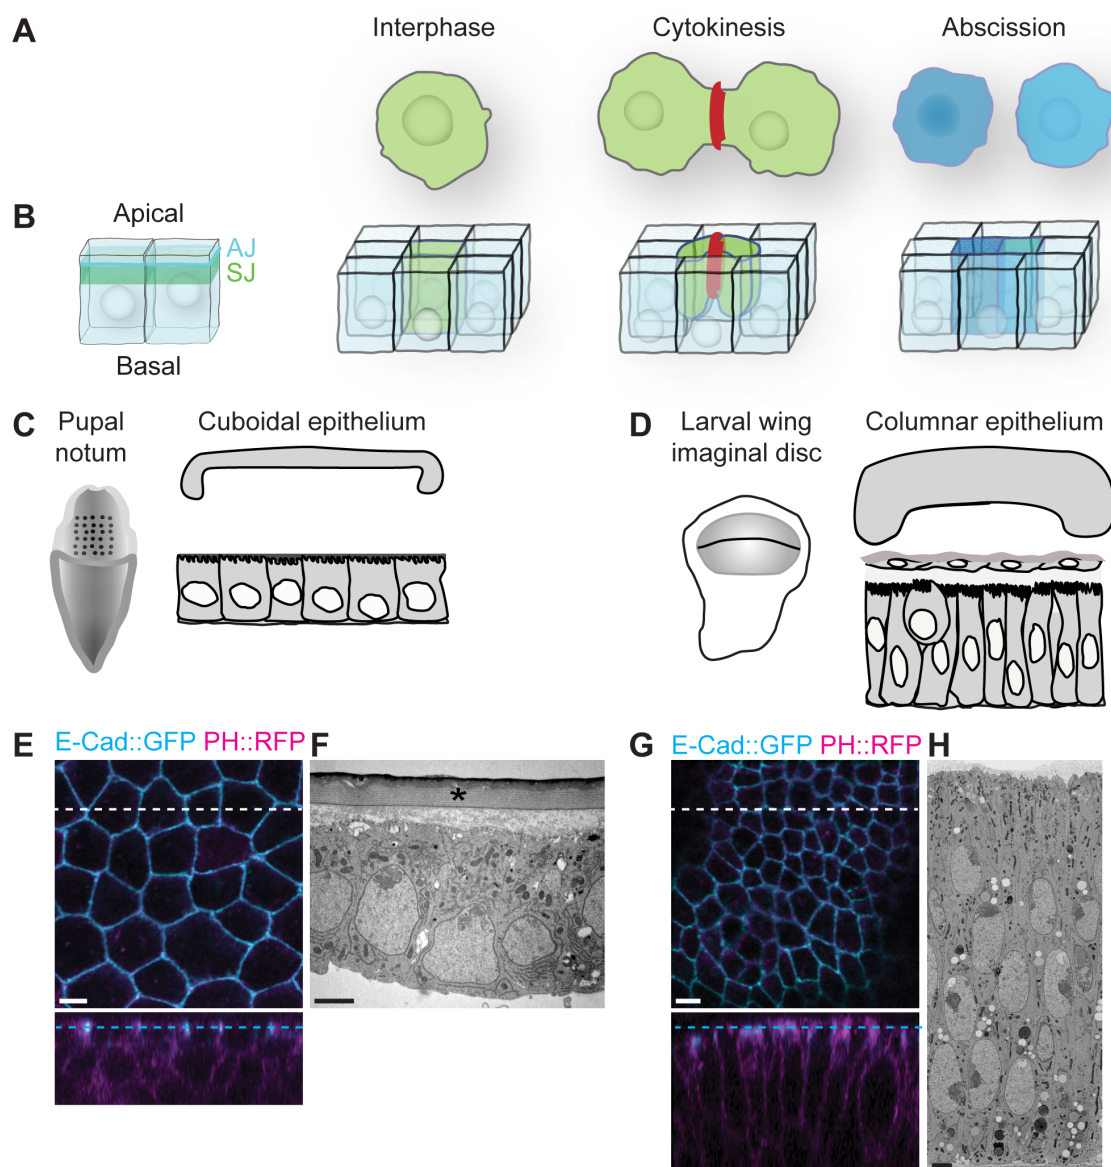 A
Interphase
Cytokinesis
Abscission
B
Apical
AJ
SJ
Basal
C
Pupal
notum
Cuboidal epithelium
D
Larval wing
imaginal disc
Columnar epithelium
E
E-Cad::GFP PH::RFP
F
*
G
E-Cad::GFP PH::RFP
H